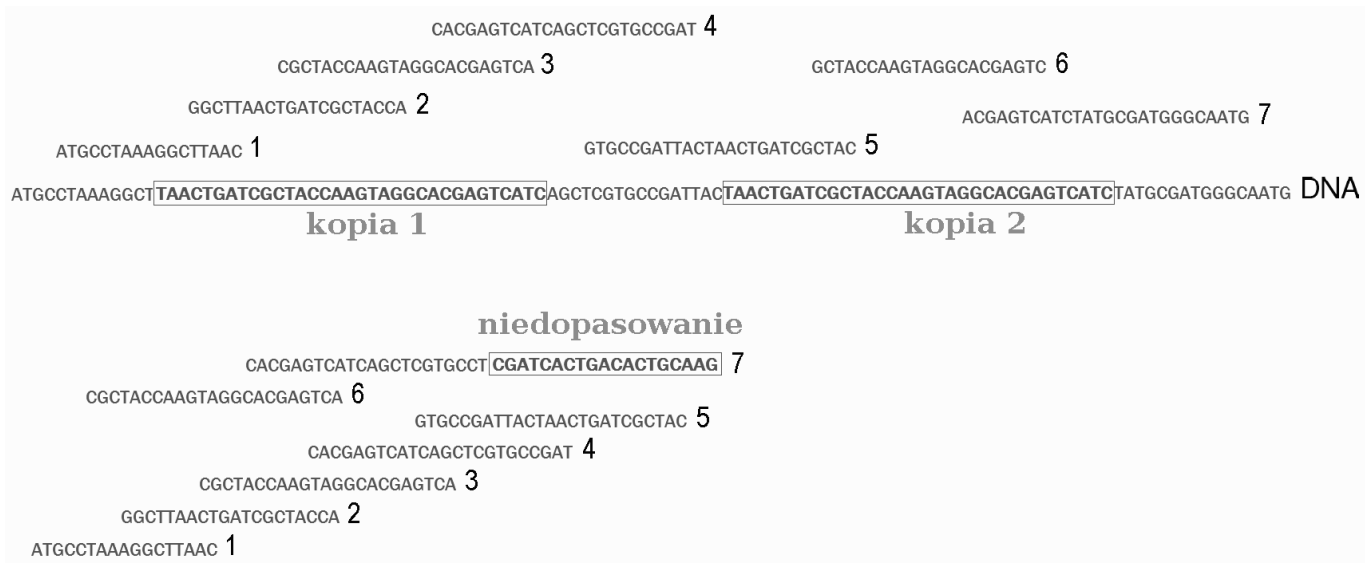 CACGAGTCATCAGCTCGTGCCGAT 4
CGCTACCAAGTAGGCACGAGTCA 3
GCTACCAAGTAGGCACGAGTC 6
GGCTTAACTGATCGCTACCA 2
ACGAGTCATCTATGCGATGGGCAATG 7
ATGCCTAAAGGCTTAAC 1
GTGCCGATTACTAACTGATCGCTAC 5
ATGCCTAAAGGCTTAACTGATCGCTACCAAGTAGGCACGAGTCATCAGCTCGTGCCGATTACTAACTGATCGCTACCAAGTAGGCACGAGTCATCTATGCGATGGGCAATG DNA
kopia 1
kopia 2
niedopasowanie
CACGAGTCATCAGCTCGTGCCTCGATCACTGACACTGCAAG 7
CGCTACCAAGTAGGCACGAGTCA 6
GTGCCGATTACTAACTGATCGCTAC 5
CACGAGTCATCAGCTCGTGCCGAT 4
CGCTACCAAGTAGGCACGAGTCA 3
GGCTTAACTGATCGCTACCA 2
ATGCCTAAAGGCTTAAC 1